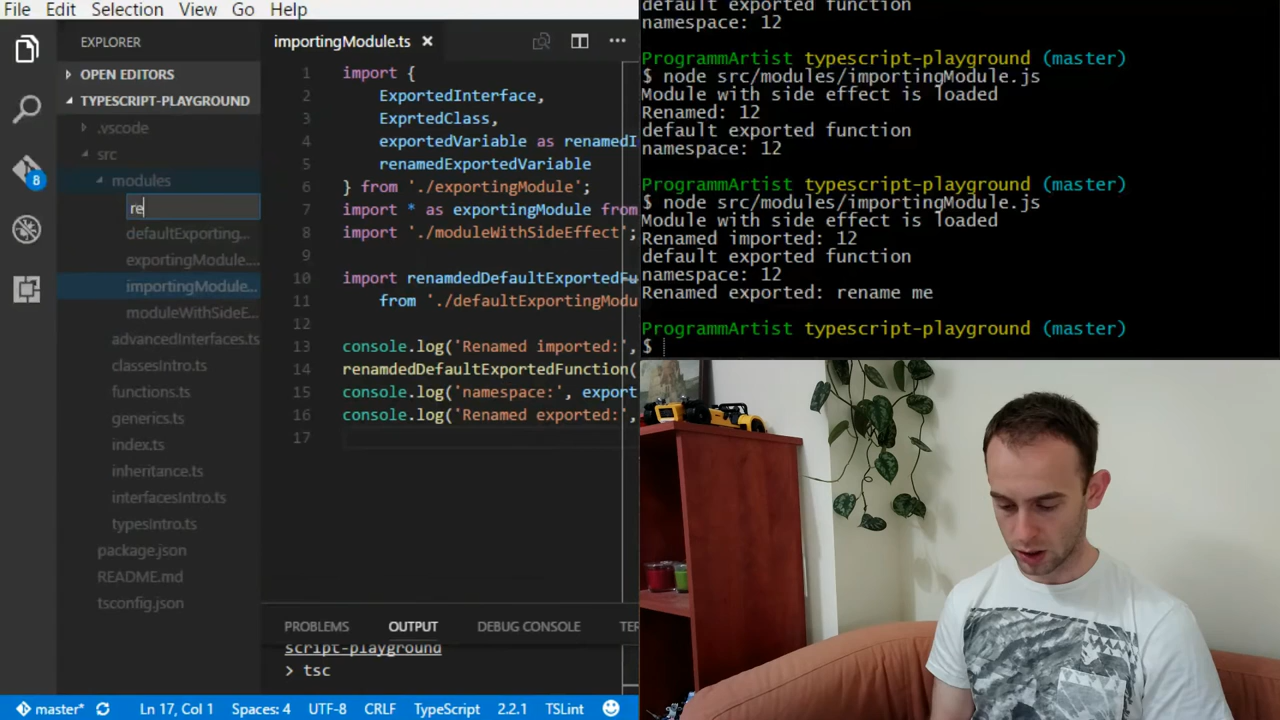 File Edit Selection View Go Help
EXPLORER
OPEN EDITORS
TYPESCRIPT-PLAYGROUND
.vscode
src
modules
re
defaultExporting...
exportingModule....
importingModule...
moduleWithSideE...
advancedInterfaces.ts
classesIntro.ts
functions.ts
generics.ts
index.ts
inheritance.ts
interfacesIntro.ts
typesIntro.ts
package.json
README.md
tsconfig.json
8
importingModule.ts
1 import {
2 ExportedInterface,
3 ExprtedClass,
4 exportedVariable as renamedI
5 renamedExportedVariable
6 } from './exportingModule';
7 import * as exportingModule from
8 import './moduleWithSideEffect';
9
10 import renamdedDefaultExportedFu
11 from './defaultExportingModu
12
13 console.log('Renamed imported:',
14 renamdedDefaultExportedFunction(
15 console.log('namespace:', export
16 console.log('Renamed exported:',
17
PROBLEMS OUTPUT DEBUG CONSOLE TER
script-playground
> tsc
master* Ln 17, Col 1 Spaces: 4 UTF-8 CRLF TypeScript 2.2.1 TSLint
default exported function
namespace: 12
ProgrammArtist typescript-playground (master)
$ node src/modules/importingModule.js
Module with side effect is loaded
Renamed: 12
default exported function
namespace: 12
ProgrammArtist typescript-playground (master)
$ node src/modules/importingModule.js
Module with side effect is loaded
Renamed imported: 12
default exported function
namespace: 12
Renamed exported: rename me
ProgrammArtist typescript-playground (master)
$